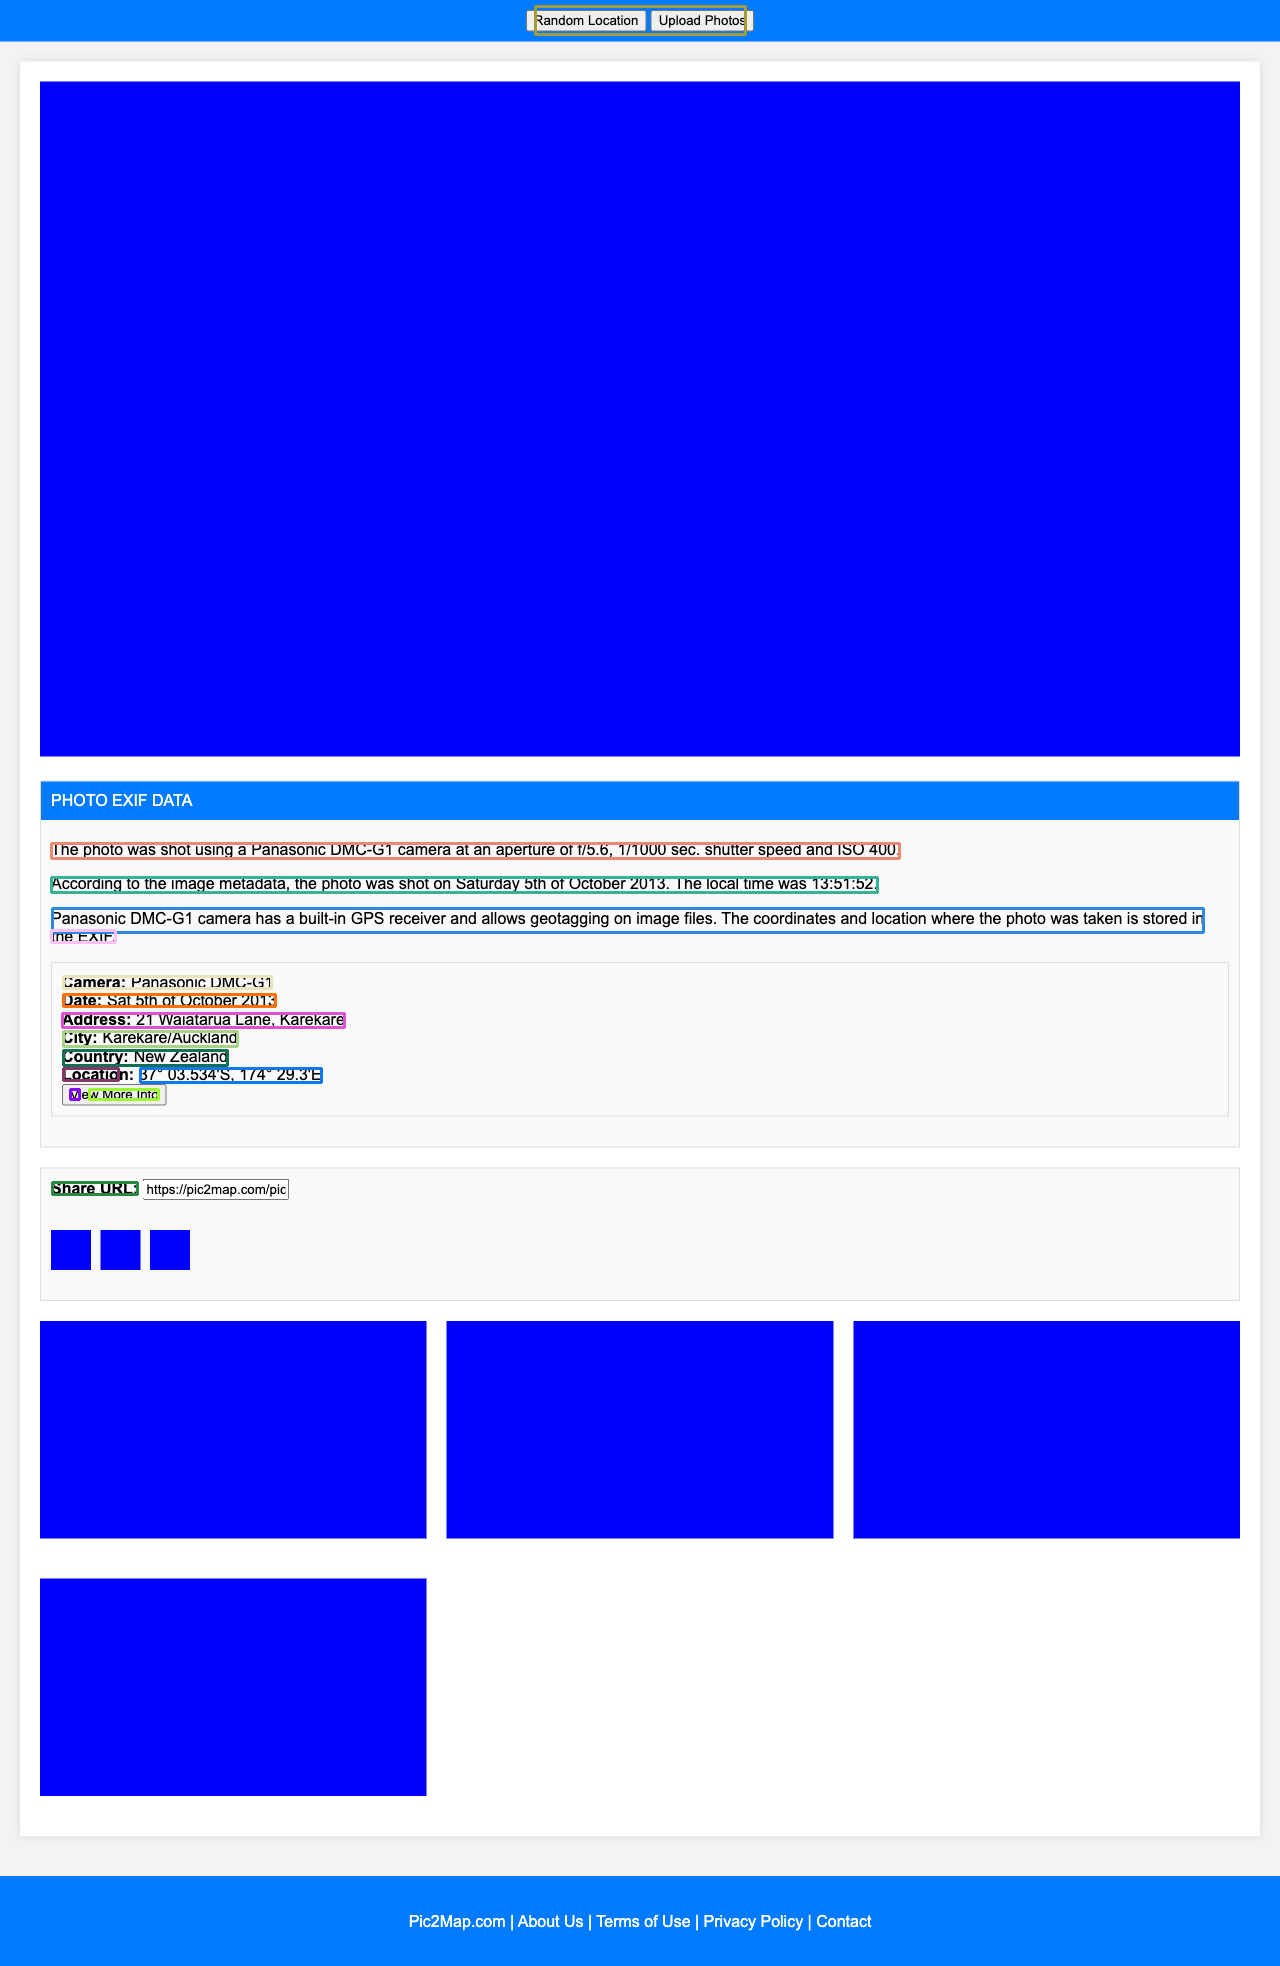 Random Location Upload Photos
PHOTO EXIF DATA
The photo was shot using a Panasonic DMC-G1 camera at an aperture of f/5.6, 1/1000 sec. shutter speed and ISO 400.
According to the image metadata, the photo was shot on Saturday 5th of October 2013. The local time was 13:51:52.
Panasonic DMC-G1 camera has a built-in GPS receiver and allows geotagging on image files. The coordinates and location where the photo was taken is stored in
the EXIF.
Camera: Panasonic DMC-G1
Date: Sat 5th of October 2013
Address: 21 Waiatarua Lane, Karekare
City: Karekare/Auckland
Country: New Zealand
Location: 37° 03.534'S, 174° 29.3'E
View More Info
Share URL: https://pic2map.com/pic
Pic2Map.com | About Us | Terms of Use | Privacy Policy | Contact